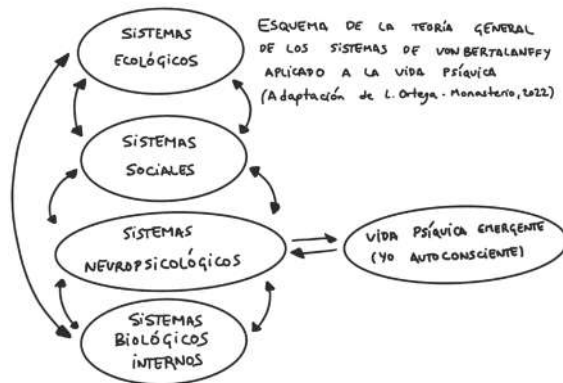 SISTEMAS
ECOLÓGICOS
ESQUEMA DE LA TEORÍA GENERAL
DE LOS SISTEMAS DE VON BERTALANFFY
APLICADO A LA VIDA PSÍQUICA
(Adaptación de L. Ortega-Monasterio, 2022)
SISTEMAS
SOCIALES
SISTEMAS
NEUROPSICOLÓGICOS
VIDA PSÍQUICA EMERGENTE
(YO AUTOCONSCIENTE)
SISTEMAS
BIOLÓGICOS
INTERNOS